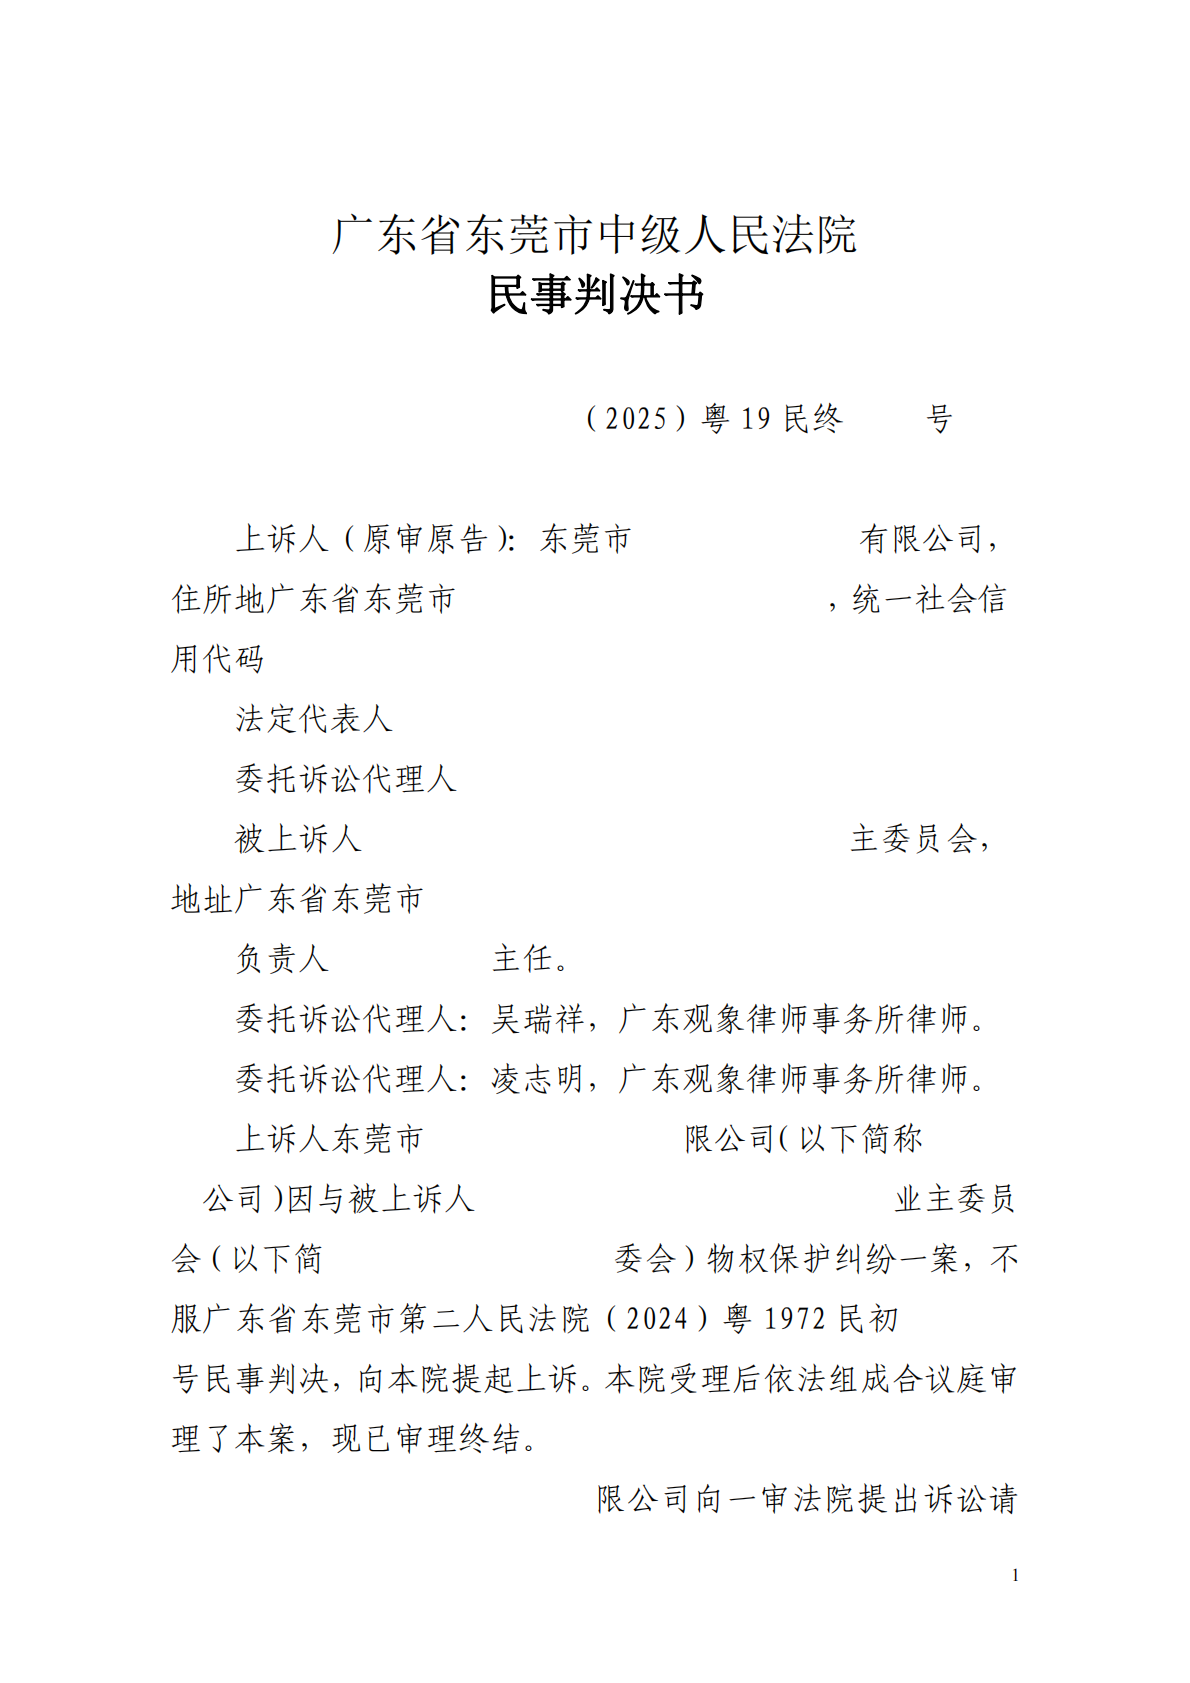 广东省东莞市中级人民法院
民事判决书
（2025）粤 19 民终 号
上诉人（原审原告）：东莞市 有限公司，
住所地广东省东莞市 ，统一社会信
用代码
法定代表人
委托诉讼代理人
被上诉人 主委员会，
地址广东省东莞市
负责人 主任。
委托诉讼代理人：吴瑞祥，广东观象律师事务所律师。
委托诉讼代理人：凌志明，广东观象律师事务所律师。
上诉人东莞市 限公司（以下简称
公司）因与被上诉人 业主委员
会（以下简 委会）物权保护纠纷一案，不
服广东省东莞市第二人民法院（2024）粤 1972 民初
号民事判决，向本院提起上诉。本院受理后依法组成合议庭审
理了本案，现已审理终结。
限公司向一审法院提出诉讼请
1